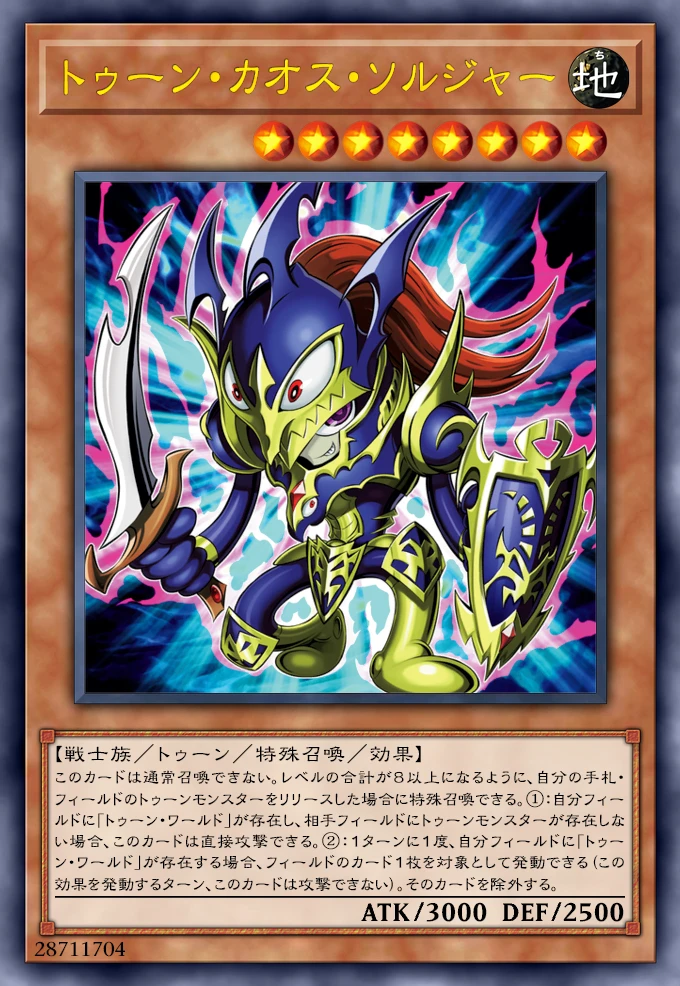 トゥーン・カオス・ソルジャー
ち
地
【戦士族／トゥーン／特殊召喚／効果】
このカードは通常召喚できない。レベルの合計が８以上になるように、自分の手札・
フィールドのトゥーンモンスターをリリースした場合に特殊召喚できる。①：自分フィー
ルドに「トゥーン・ワールド」が存在し、相手フィールドにトゥーンモンスターが存在しな
い場合、このカードは直接攻撃できる。②：１ターンに１度、自分フィールドに「トゥー
ン・ワールド」が存在する場合、フィールドのカード１枚を対象として発動できる（この
効果を発動するターン、このカードは攻撃できない）。そのカードを除外する。
ATK/3000 DEF/2500
28711704